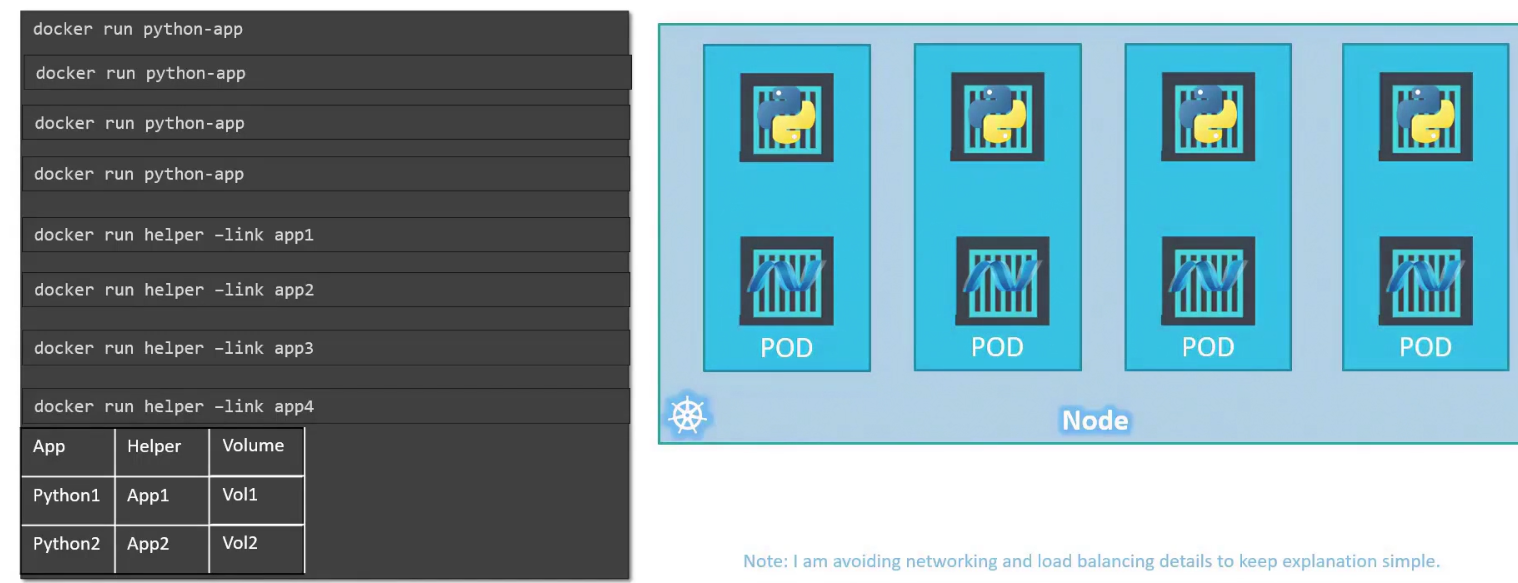 docker run python-app
docker run python-app
docker run python-app
docker run python-app
docker run helper –link app1
docker run helper –link app2
docker run helper –link app3
docker run helper –link app4
App Helper Volume
Python1 App1 Vol1
Python2 App2 Vol2
POD POD POD POD
Node
Note: I am avoiding networking and load balancing details to keep explanation simple.